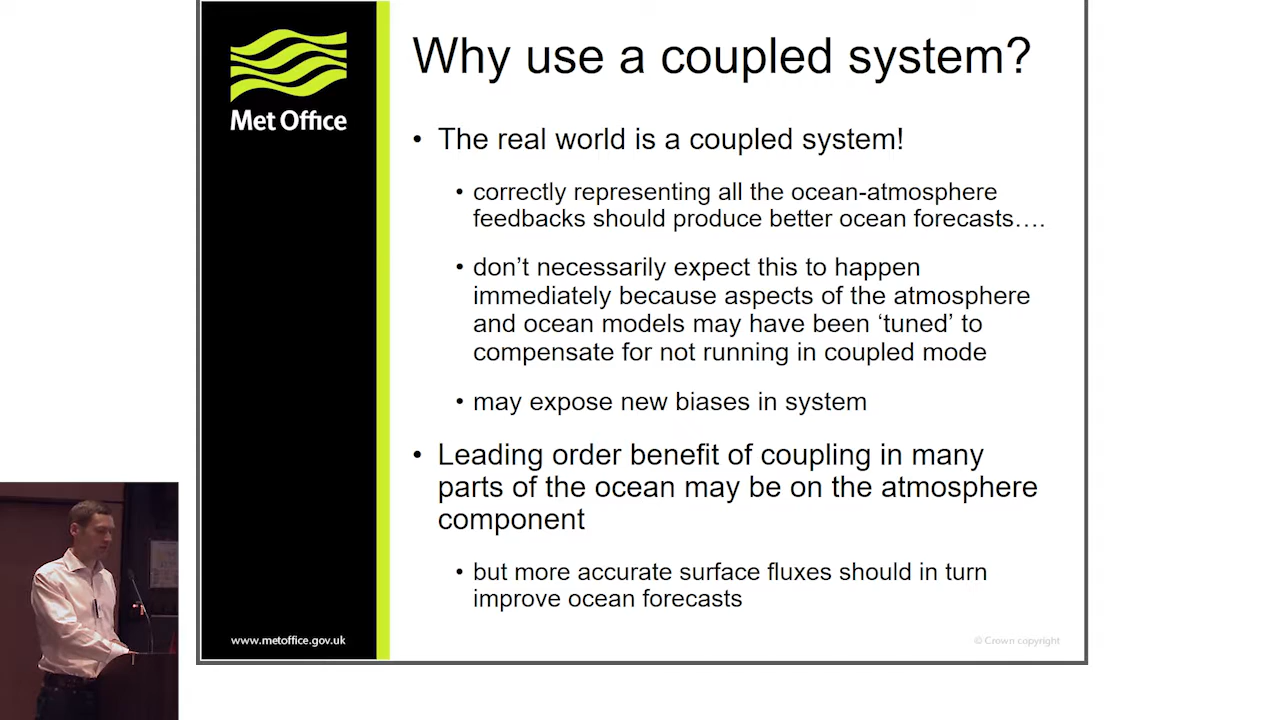 Met Office
Why use a coupled system?
• The real world is a coupled system!
• correctly representing all the ocean-atmosphere
feedbacks should produce better ocean forecasts….
• don’t necessarily expect this to happen
immediately because aspects of the atmosphere
and ocean models may have been ‘tuned’ to
compensate for not running in coupled mode
• may expose new biases in system
• Leading order benefit of coupling in many
parts of the ocean may be on the atmosphere
component
• but more accurate surface fluxes should in turn
improve ocean forecasts
www.metoffice.gov.uk
© Crown copyright